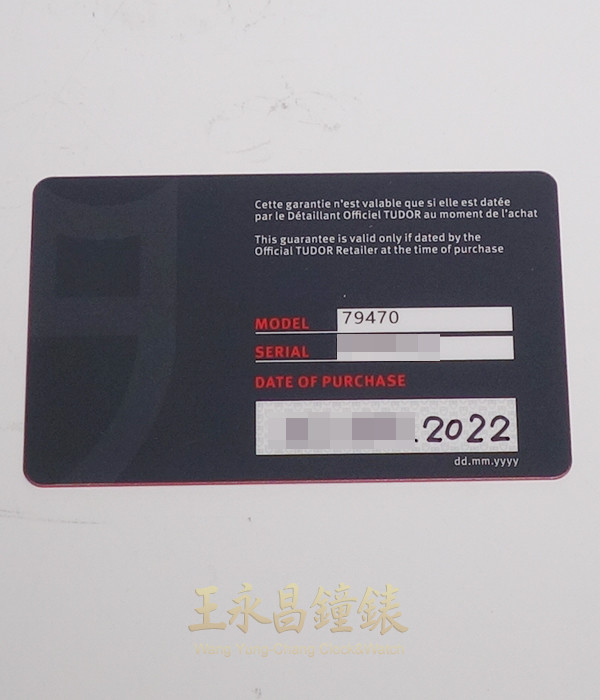 Cette garantie n'est valable que si elle est datée
par le Détaillant Officiel TUDOR au moment de l'achat
This guarantee is valid only if dated by the
Official TUDOR Retailer at the time of purchase
MODEL 79470
SERIAL
DATE OF PURCHASE
.2022
dd.mm.yyyy
王永昌鐘錶